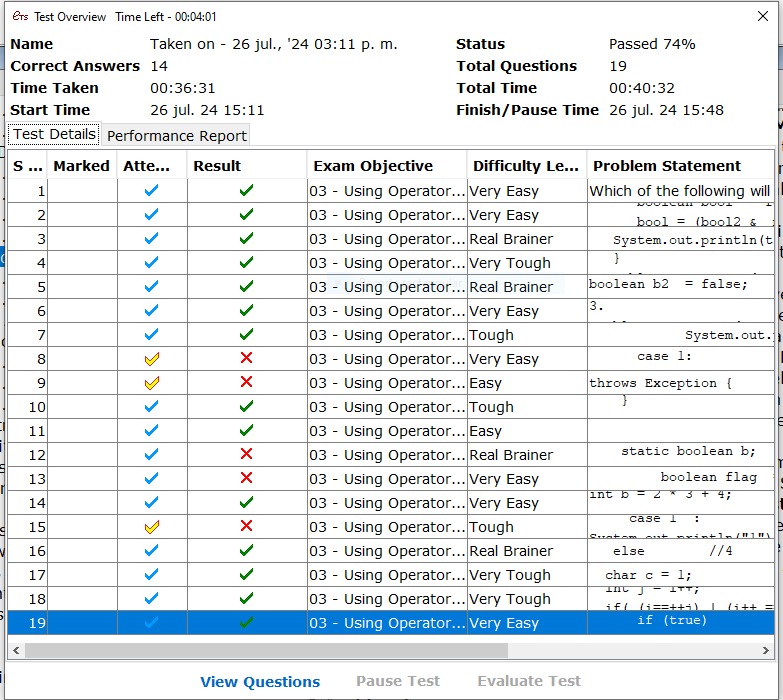 eTS Test Overview Time Left - 00:04:01
Name Taken on - 26 jul., '24 03:11 p. m. Status Passed 74%
Correct Answers 14 Total Questions 19
Time Taken 00:36:31 Total Time 00:40:32
Start Time 26 jul. 24 15:11 Finish/Pause Time 26 jul. 24 15:48
Test Details Performance Report
S ... Marked Atte... Result Exam Objective Difficulty Le... Problem Statement
1 03 - Using Operator... Very Easy Which of the following will
2 03 - Using Operator... Very Easy bool = (bool2 &
3 03 - Using Operator... Real Brainer System.out.println(t
4 03 - Using Operator... Very Tough }
5 03 - Using Operator... Real Brainer boolean b2 = false;
6 03 - Using Operator... Very Easy 3.
7 03 - Using Operator... Tough System.out.
8 03 - Using Operator... Very Easy case 1:
9 03 - Using Operator... Easy throws Exception {
10 03 - Using Operator... Tough }
11 03 - Using Operator... Easy
12 03 - Using Operator... Real Brainer static boolean b;
13 03 - Using Operator... Very Easy boolean flag
14 03 - Using Operator... Very Easy int b = 2 * 3 + 4;
15 03 - Using Operator... Tough case 1 :
16 03 - Using Operator... Real Brainer else //4
17 03 - Using Operator... Very Tough char c = 1;
18 03 - Using Operator... Very Tough int j = i++;
19 03 - Using Operator... Very Easy if (true)
View Questions Pause Test Evaluate Test